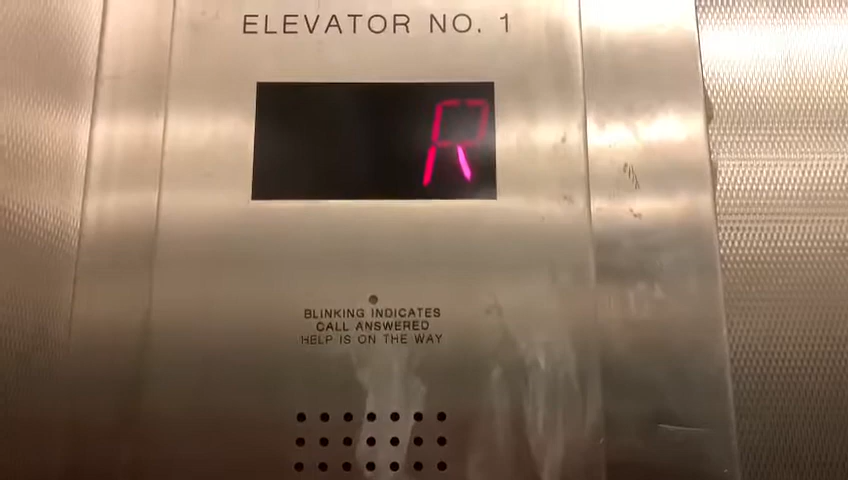 ELEVATOR NO. 1
R
BLINKING INDICATES
CALL ANSWERED
HELP IS ON THE WAY